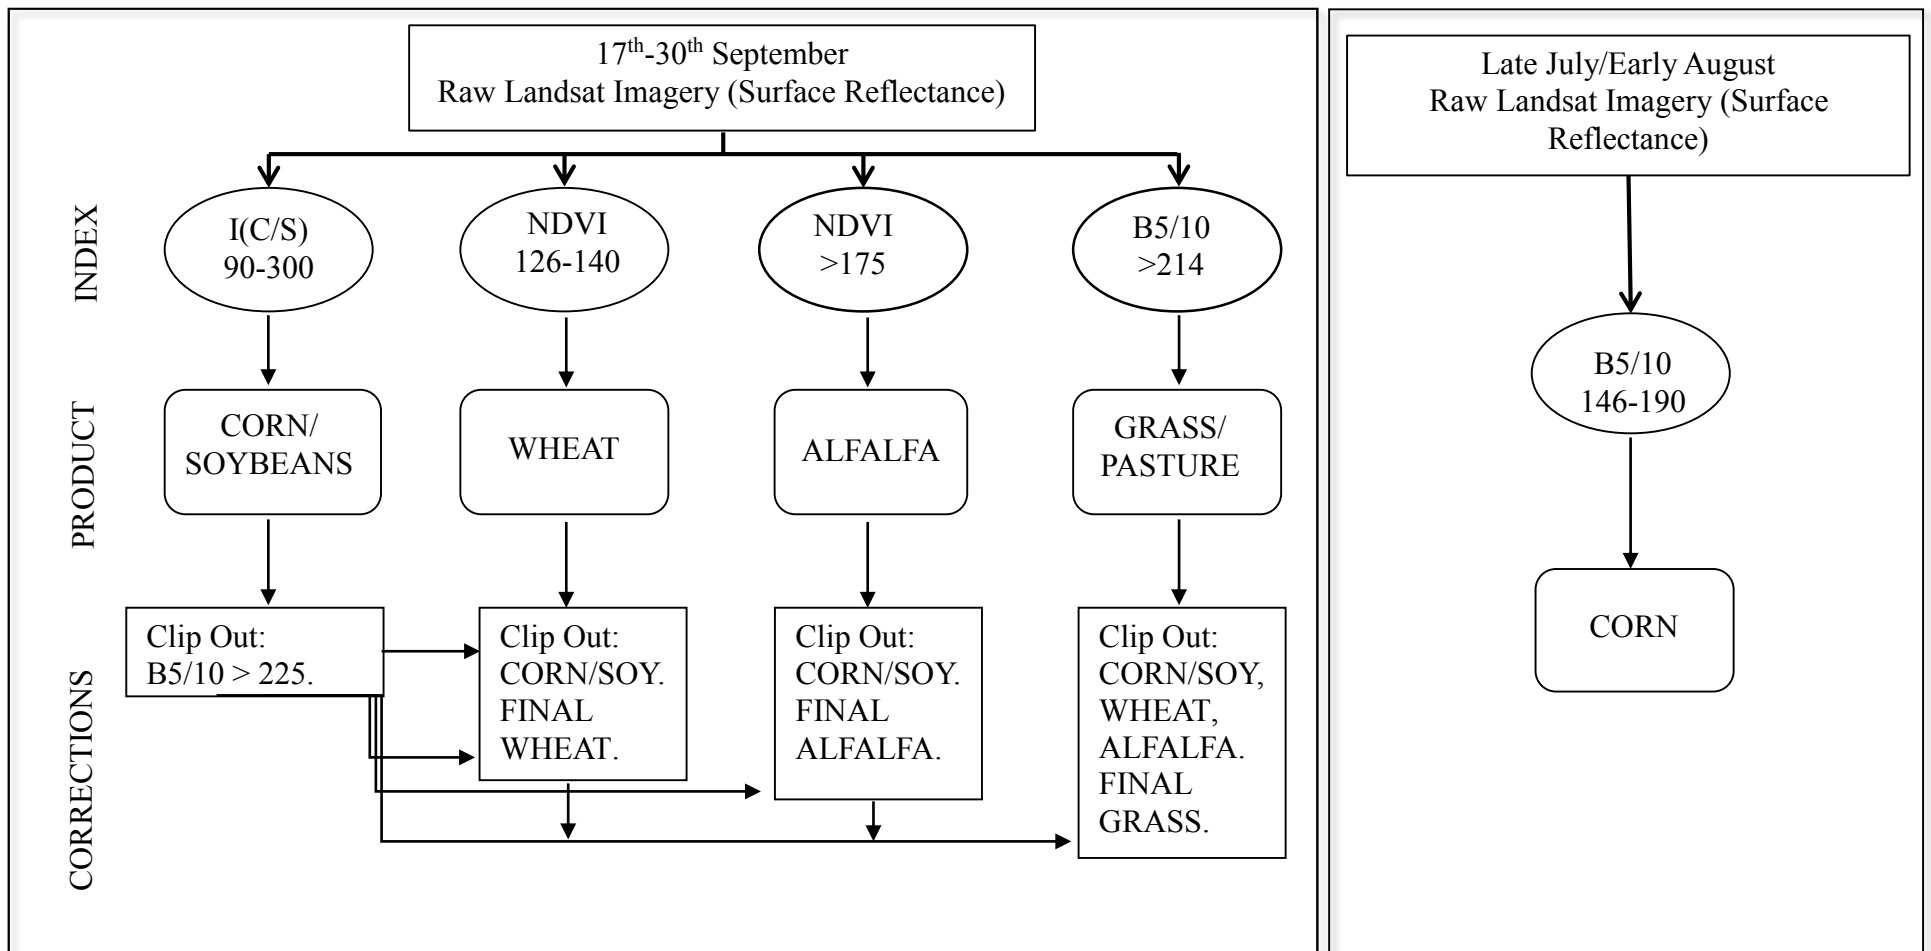 17th-30th September
Raw Landsat Imagery (Surface Reflectance)
INDEX
I(C/S)
90-300
NDVI
126-140
NDVI
>175
B5/10
>214
PRODUCT
CORN/
SOYBEANS
WHEAT
ALFALFA
GRASS/
PASTURE
CORRECTIONS
Clip Out:
B5/10 > 225.
Clip Out:
CORN/SOY.
FINAL
WHEAT.
Clip Out:
CORN/SOY.
FINAL
ALFALFA.
Clip Out:
CORN/SOY,
WHEAT,
ALFALFA.
FINAL
GRASS.
Late July/Early August
Raw Landsat Imagery (Surface
Reflectance)
B5/10
146-190
CORN